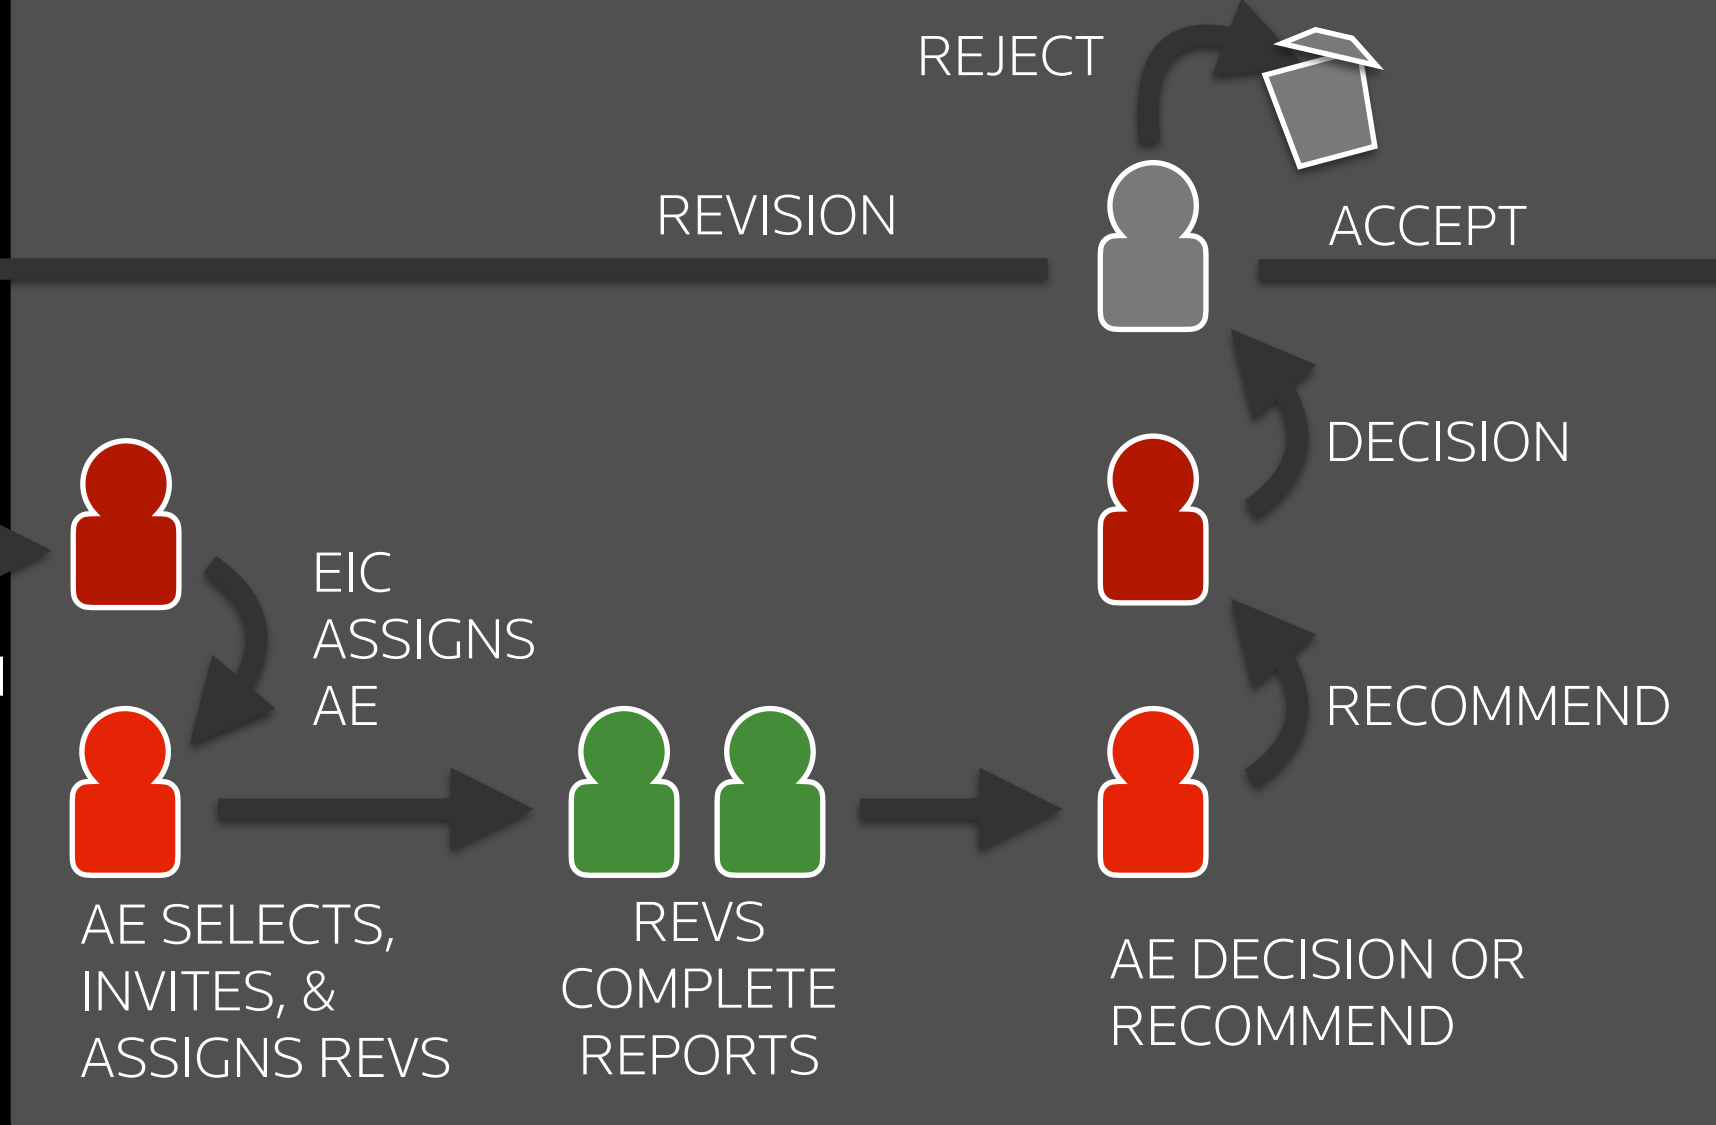 REJECT
REVISION
ACCEPT
DECISION
EIC
ASSIGNS
AE
RECOMMEND
AE SELECTS,
INVITES, &
ASSIGNS REVS
REVS
COMPLETE
REPORTS
AE DECISION OR
RECOMMEND